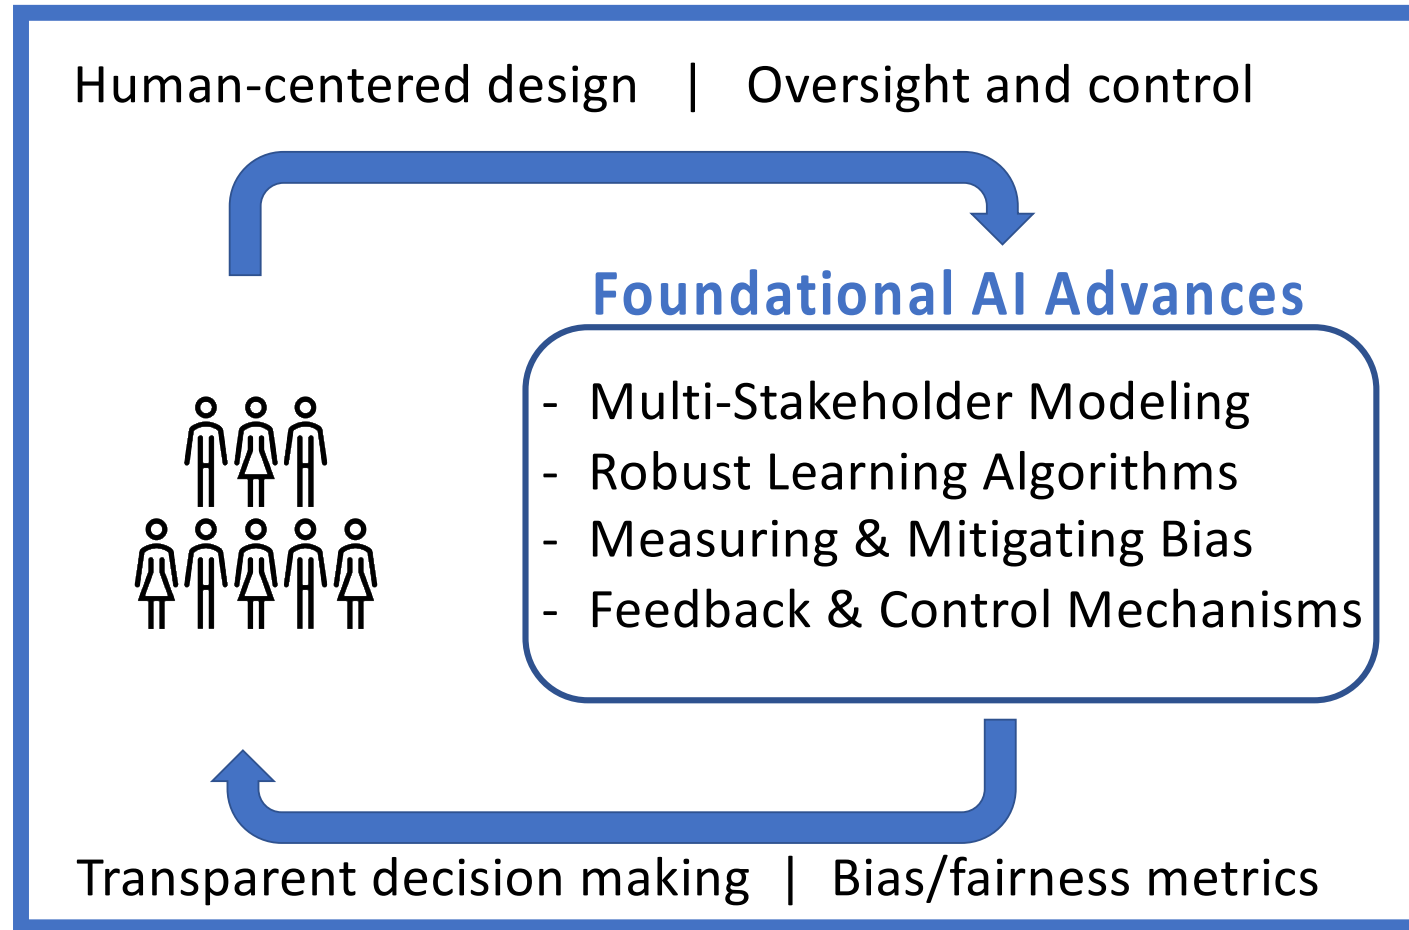 Human-centered design | Oversight and control
Foundational AI Advances
- Multi-Stakeholder Modeling
- Robust Learning Algorithms
- Measuring & Mitigating Bias
- Feedback & Control Mechanisms
Transparent decision making | Bias/fairness metrics